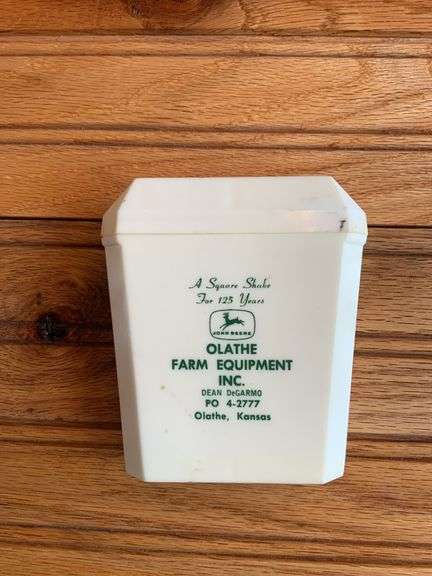 A Square Shake
For 125 Years
JOHN DEERE
OLATHE
FARM EQUIPMENT
INC.
DEAN DeGARMO
PO 4-2777
Olathe, Kansas